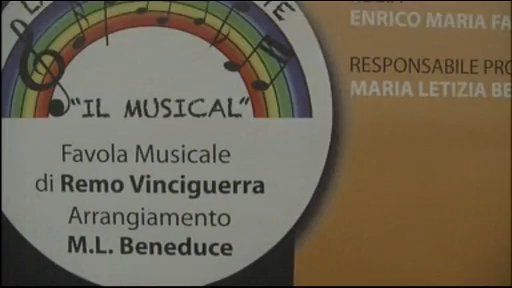 "IL MUSICAL"
Favola Musicale
di Remo Vinciguerra
Arrangiamento
M.L. Beneduce
ENRICO MARIA FA
RESPONSABILE PRO
MARIA LETIZIA BE